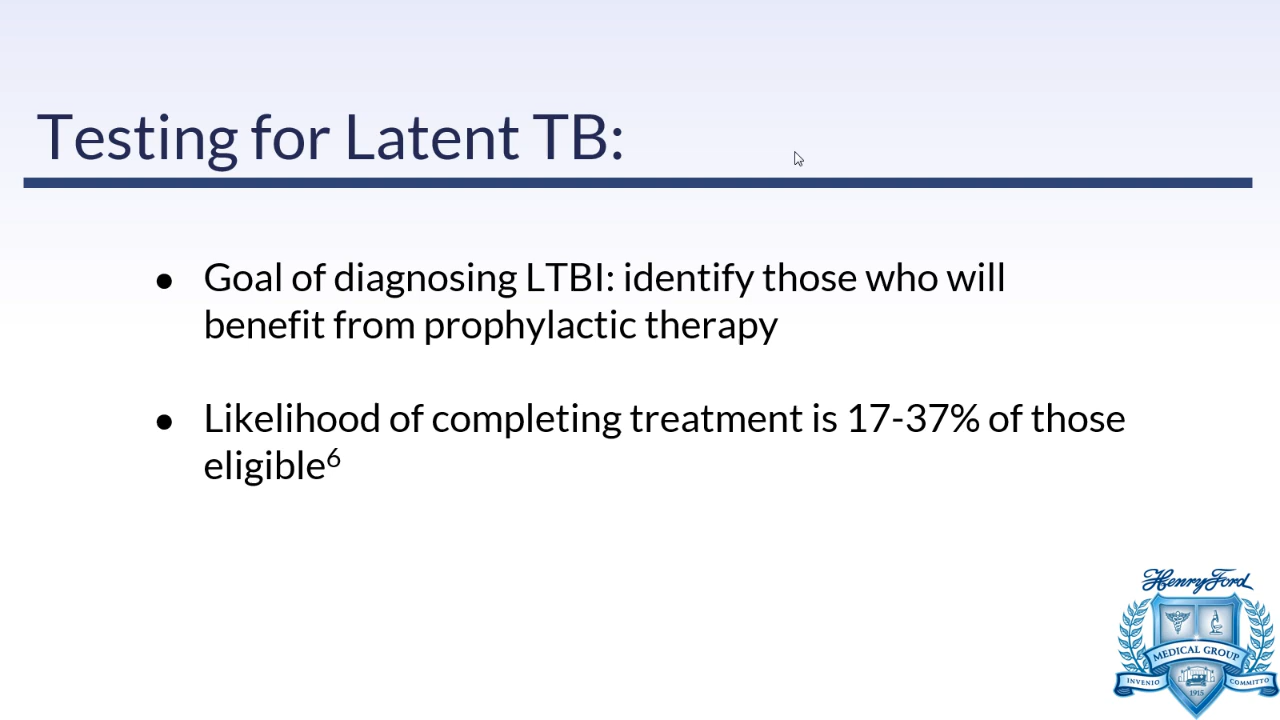 Testing for Latent TB:
● Goal of diagnosing LTBI: identify those who will
benefit from prophylactic therapy
● Likelihood of completing treatment is 17-37% of those
eligible⁶
Henry Ford
MEDICAL GROUP
INVENIO COMMITTO
1915